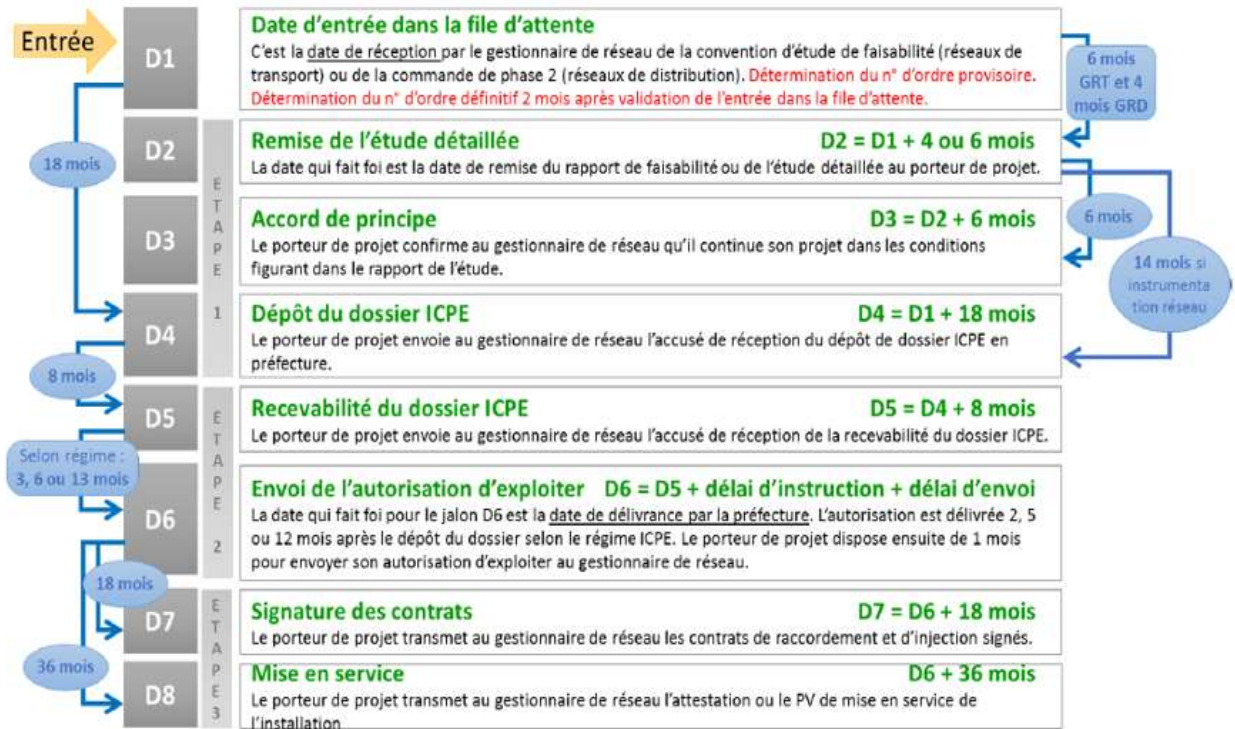 Entrée
D1
Date d'entrée dans la file d'attente
C'est la date de réception par le gestionnaire de réseau de la convention d'étude de faisabilité (réseaux de
transport) ou de la commande de phase 2 (réseaux de distribution). Détermination du n° d'ordre provisoire.
Détermination du n° d'ordre définitif 2 mois après validation de l'entrée dans la file d'attente.
6 mois
GRT et 4
mois GRD
18 mois
ETAPE 1
D2
Remise de l'étude détaillée D2 = D1 + 4 ou 6 mois
La date qui fait foi est la date de remise du rapport de faisabilité ou de l'étude détaillée au porteur de projet.
6 mois
14 mois si
instrumenta
tion réseau
D3
Accord de principe D3 = D2 + 6 mois
Le porteur de projet confirme au gestionnaire de réseau qu'il continue son projet dans les conditions
figurant dans le rapport de l'étude.
D4
Dépôt du dossier ICPE D4 = D1 + 18 mois
Le porteur de projet envoie au gestionnaire de réseau l'accusé de réception du dépôt de dossier ICPE en
préfecture.
8 mois
ÉTAPE 2
D5
Recevabilité du dossier ICPE D5 = D4 + 8 mois
Le porteur de projet envoie au gestionnaire de réseau l'accusé de réception de la recevabilité du dossier ICPE.
Selon régime :
3, 6 ou 13 mois
D6
Envoi de l'autorisation d'exploiter D6 = D5 + délai d'instruction + délai d'envoi
La date qui fait foi pour le jalon D6 est la date de délivrance par la préfecture. L'autorisation est délivrée 2, 5
ou 12 mois après le dépôt du dossier selon le régime ICPE. Le porteur de projet dispose ensuite de 1 mois
pour envoyer son autorisation d'exploiter au gestionnaire de réseau.
18 mois
ETAPE 3
D7
Signature des contrats D7 = D6 + 18 mois
Le porteur de projet transmet au gestionnaire de réseau les contrats de raccordement et d'injection signés.
36 mois
D8
Mise en service D6 + 36 mois
Le porteur de projet transmet au gestionnaire de réseau l'attestation ou le PV de mise en service de
l'installation